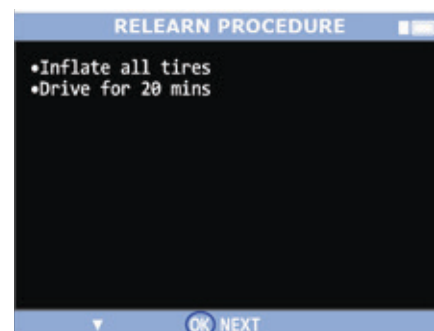 RELEARN PROCEDURE
•Inflate all tires
•Drive for 20 mins
▼ OK NEXT